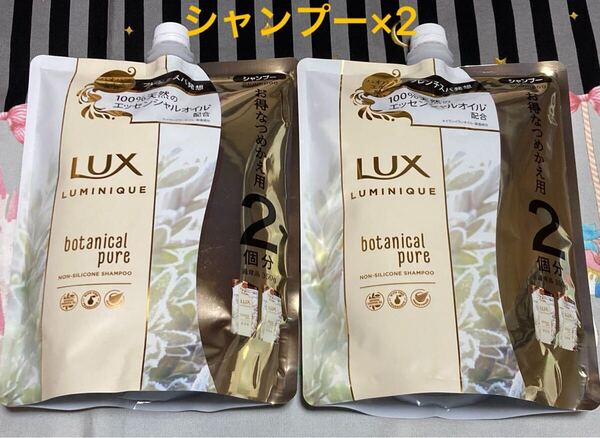 シャンプー×2
シャンプー
100%天然の
エッセンシャルオイル
配合
お得なつめかえ用
2
個分
LUX
LUMINIQUE
botanical
pure
NON-SILICONE SHAMPOO
LUX
LUX
シャンプー
100%天然の
エッセンシャルオイル
配合
お得なつめかえ用
2
個分
LUX
LUMINIQUE
botanical
pure
NON-SILICONE SHAMPOO
LUX
LUX